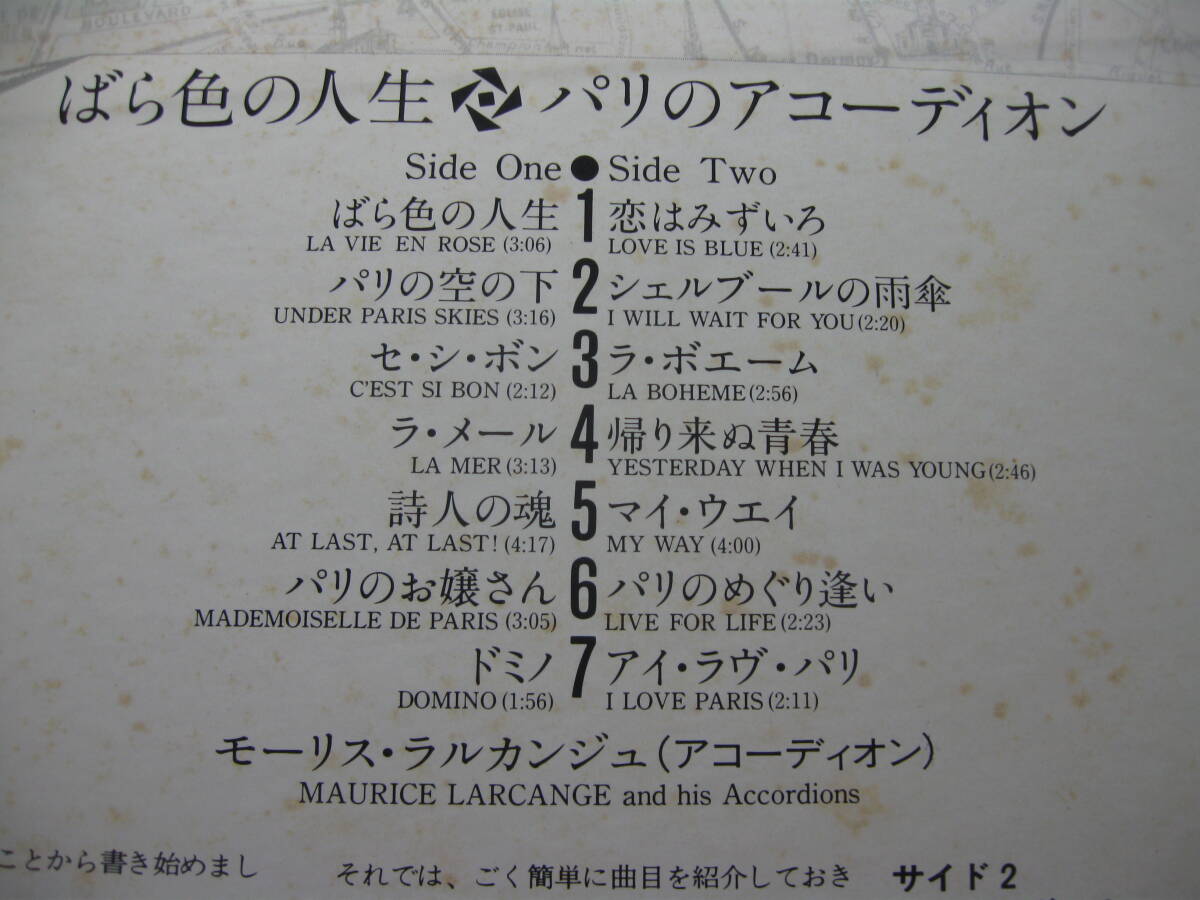 BOULEVARD
EGLISE
ST-PAUL
Rue
ばら色の人生 パリのアコーディオン
Side One ● Side Two
ばら色の人生 1 恋はみずいろ
LA VIE EN ROSE (3:06) LOVE IS BLUE (2:41)
パリの空の下 2 シェルブールの雨傘
UNDER PARIS SKIES (3:16) I WILL WAIT FOR YOU (2:20)
セ・シ・ボン 3 ラ・ボエーム
C'EST SI BON (2:12) LA BOHEME (2:56)
ラ・メール 4 帰り来ぬ青春
LA MER (3:13) YESTERDAY WHEN I WAS YOUNG (2:46)
詩人の魂 5 マイ・ウエイ
AT LAST, AT LAST! (4:17) MY WAY (4:00)
パリのお嬢さん 6 パリのめぐり逢い
MADEMOISELLE DE PARIS (3:05) LIVE FOR LIFE (2:23)
ドミノ 7 アイ・ラヴ・パリ
DOMINO (1:56) I LOVE PARIS (2:11)
モーリス・ラルカンジュ(アコーディオン)
MAURICE LARCANGE and his Accordions
ことから書き始めまし それでは、ごく簡単に曲目を紹介しておき サイド2